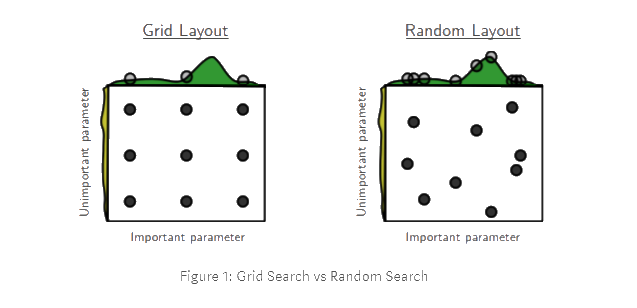 Grid Layout
Unimportant parameter
Important parameter
Random Layout
Unimportant parameter
Important parameter
Figure 1: Grid Search vs Random Search